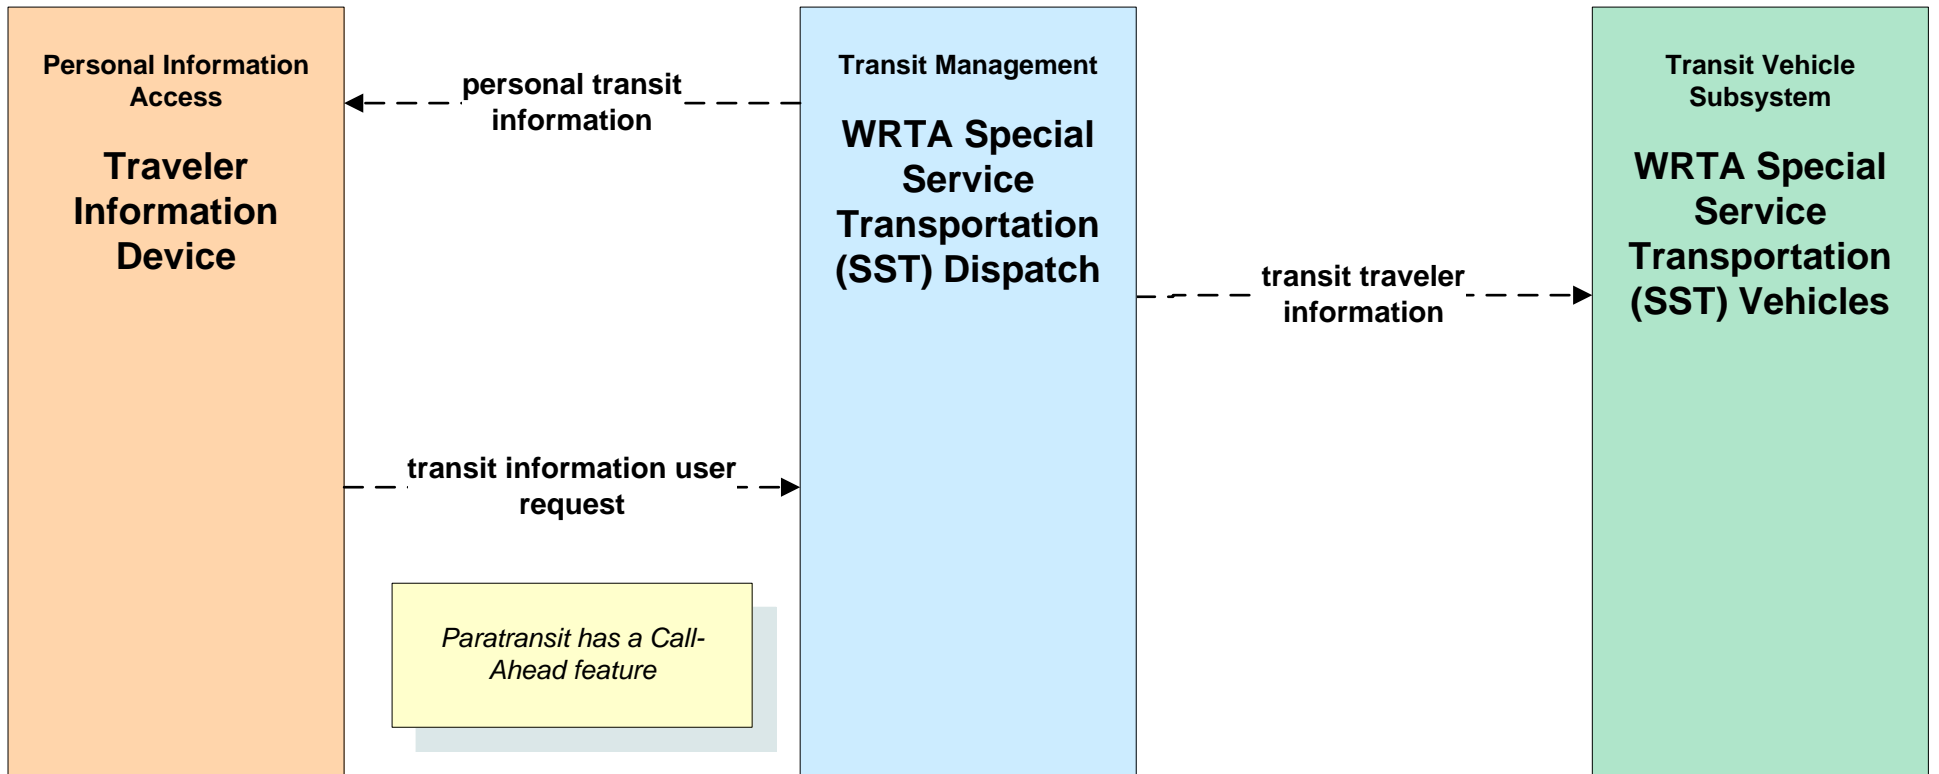 Personal Information
Access
Traveler
Information
Device
personal transit
information
transit information user
request
Paratransit has a Call-
Ahead feature
Transit Management
WRTA Special
Service
Transportation
(SST) Dispatch
transit traveler
information
Transit Vehicle
Subsystem
WRTA Special
Service
Transportation
(SST) Vehicles